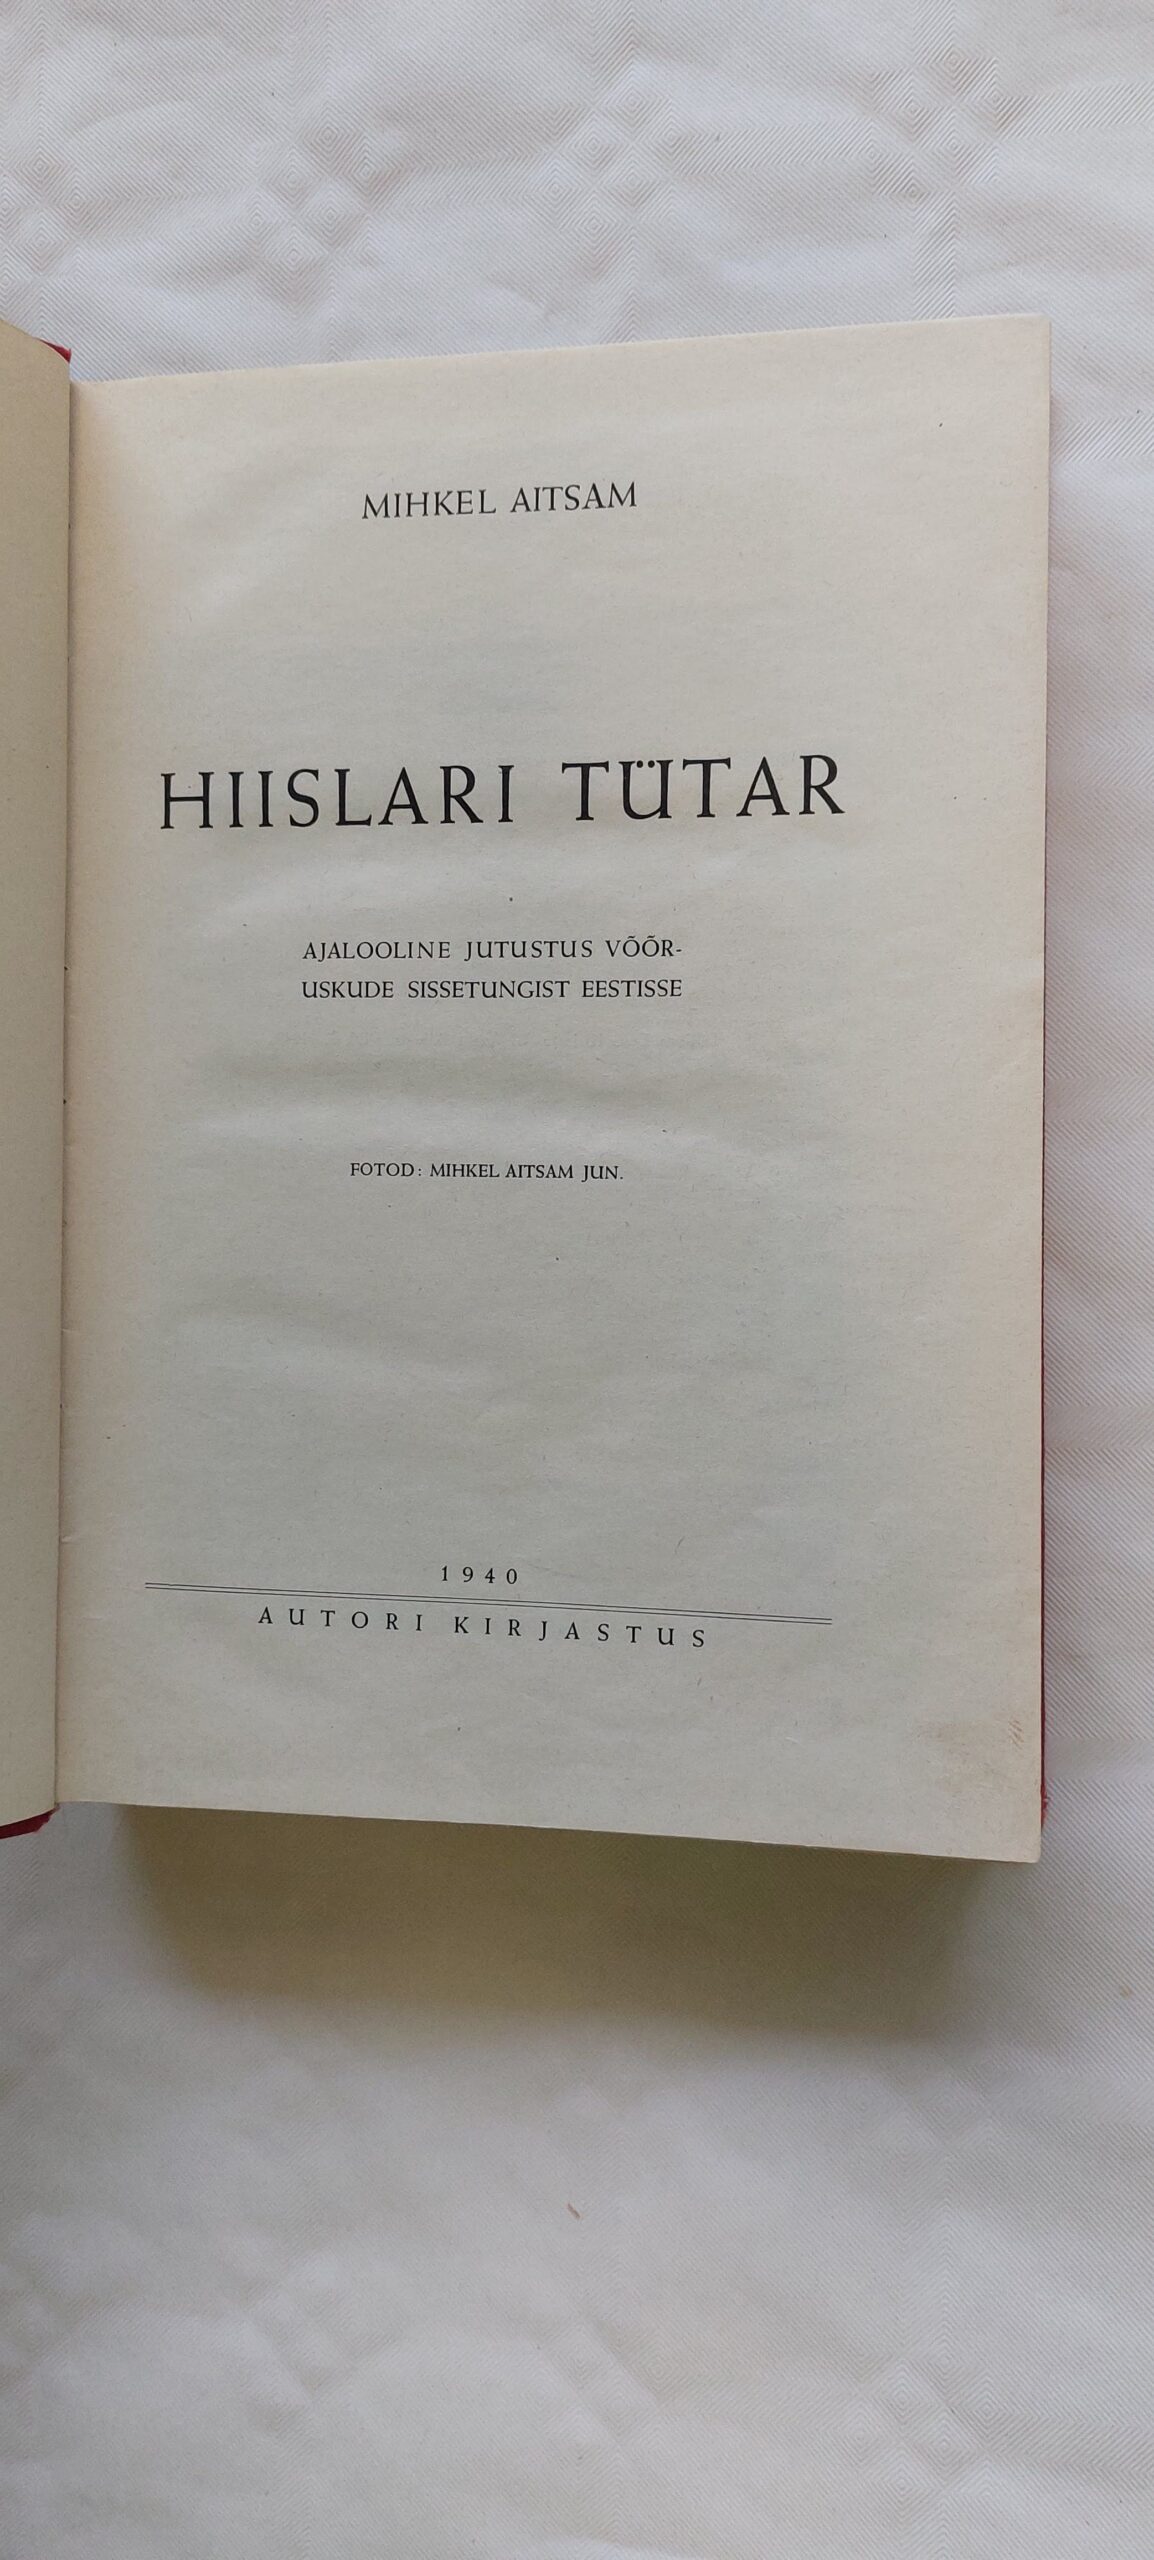 MIHKEL AITSAM
HIISLARI TÜTAR
AJALOOLINE JUTUSTUS VÕÕR-
USKUDE SISSETUNGIST EESTISSE
FOTOD: MIHKEL AITSAM JUN.
1940
AUTORI KIRJASTUS